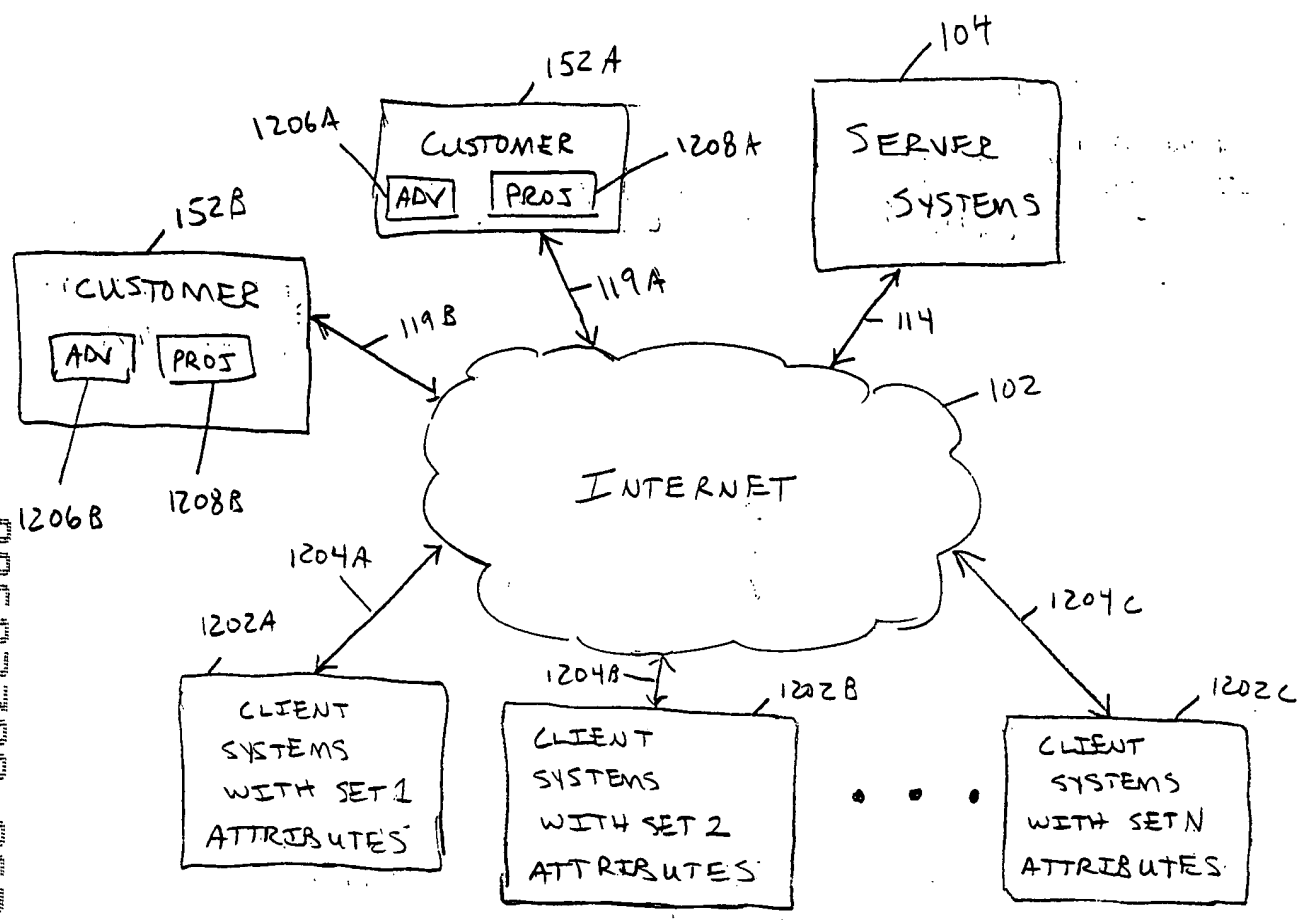 104
152A
1206A
CUSTOMER
1208A
SERVER
SYSTEMS
ADV
PROJ
152B
CUSTOMER
119A
119B
114
ADV
PROJ
102
INTERNET
1206B
1208B
1204A
1204C
1202A
1204B
1202B
1202C
CLIENT
SYSTEMS
WITH SET 1
ATTRIBUTES
CLIENT
SYSTEMS
WITH SET 2
ATTRIBUTES
• • •
CLIENT
SYSTEMS
WITH SET N
ATTRIBUTES